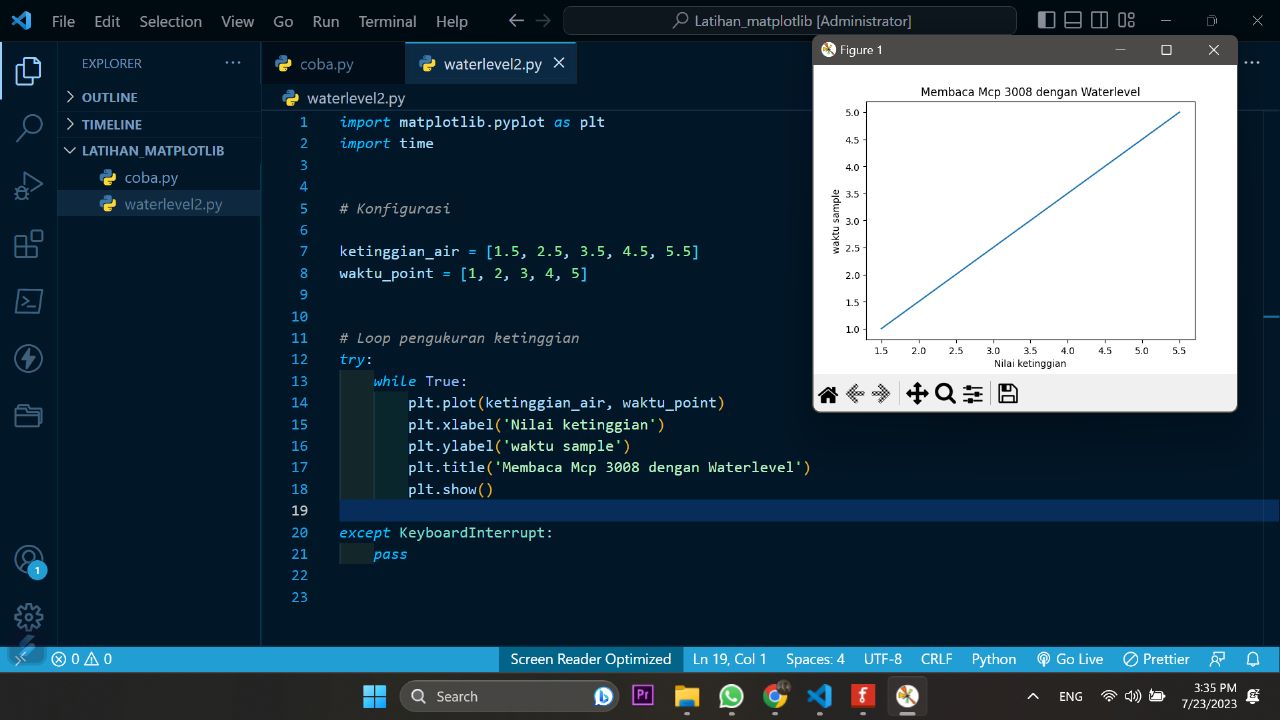 File Edit Selection View Go Run Terminal Help
Latihan_matplotlib [Administrator]
EXPLORER
OUTLINE
TIMELINE
LATIHAN_MATPLOTLIB
coba.py
waterlevel2.py
coba.py
waterlevel2.py
waterlevel2.py
1 import matplotlib.pyplot as plt
2 import time
3
4
5 # Konfigurasi
6
7 ketinggian_air = [1.5, 2.5, 3.5, 4.5, 5.5]
8 waktu_point = [1, 2, 3, 4, 5]
9
10
11 # Loop pengukuran ketinggian
12 try:
13 while True:
14 plt.plot(ketinggian_air, waktu_point)
15 plt.xlabel('Nilai ketinggian')
16 plt.ylabel('waktu sample')
17 plt.title('Membaca Mcp 3008 dengan Waterlevel')
18 plt.show()
19
20 except KeyboardInterrupt:
21 pass
22
23
Figure 1
Membaca Mcp 3008 dengan Waterlevel
5.0
4.5
4.0
3.5
3.0
2.5
2.0
1.5
1.0
waktu sample
1.5 2.0 2.5 3.0 3.5 4.0 4.5 5.0 5.5
Nilai ketinggian
1
0 0
Screen Reader Optimized Ln 19, Col 1 Spaces: 4 UTF-8 CRLF Python Go Live Prettier
Search
Pr
ENG
3:35 PM
7/23/2023